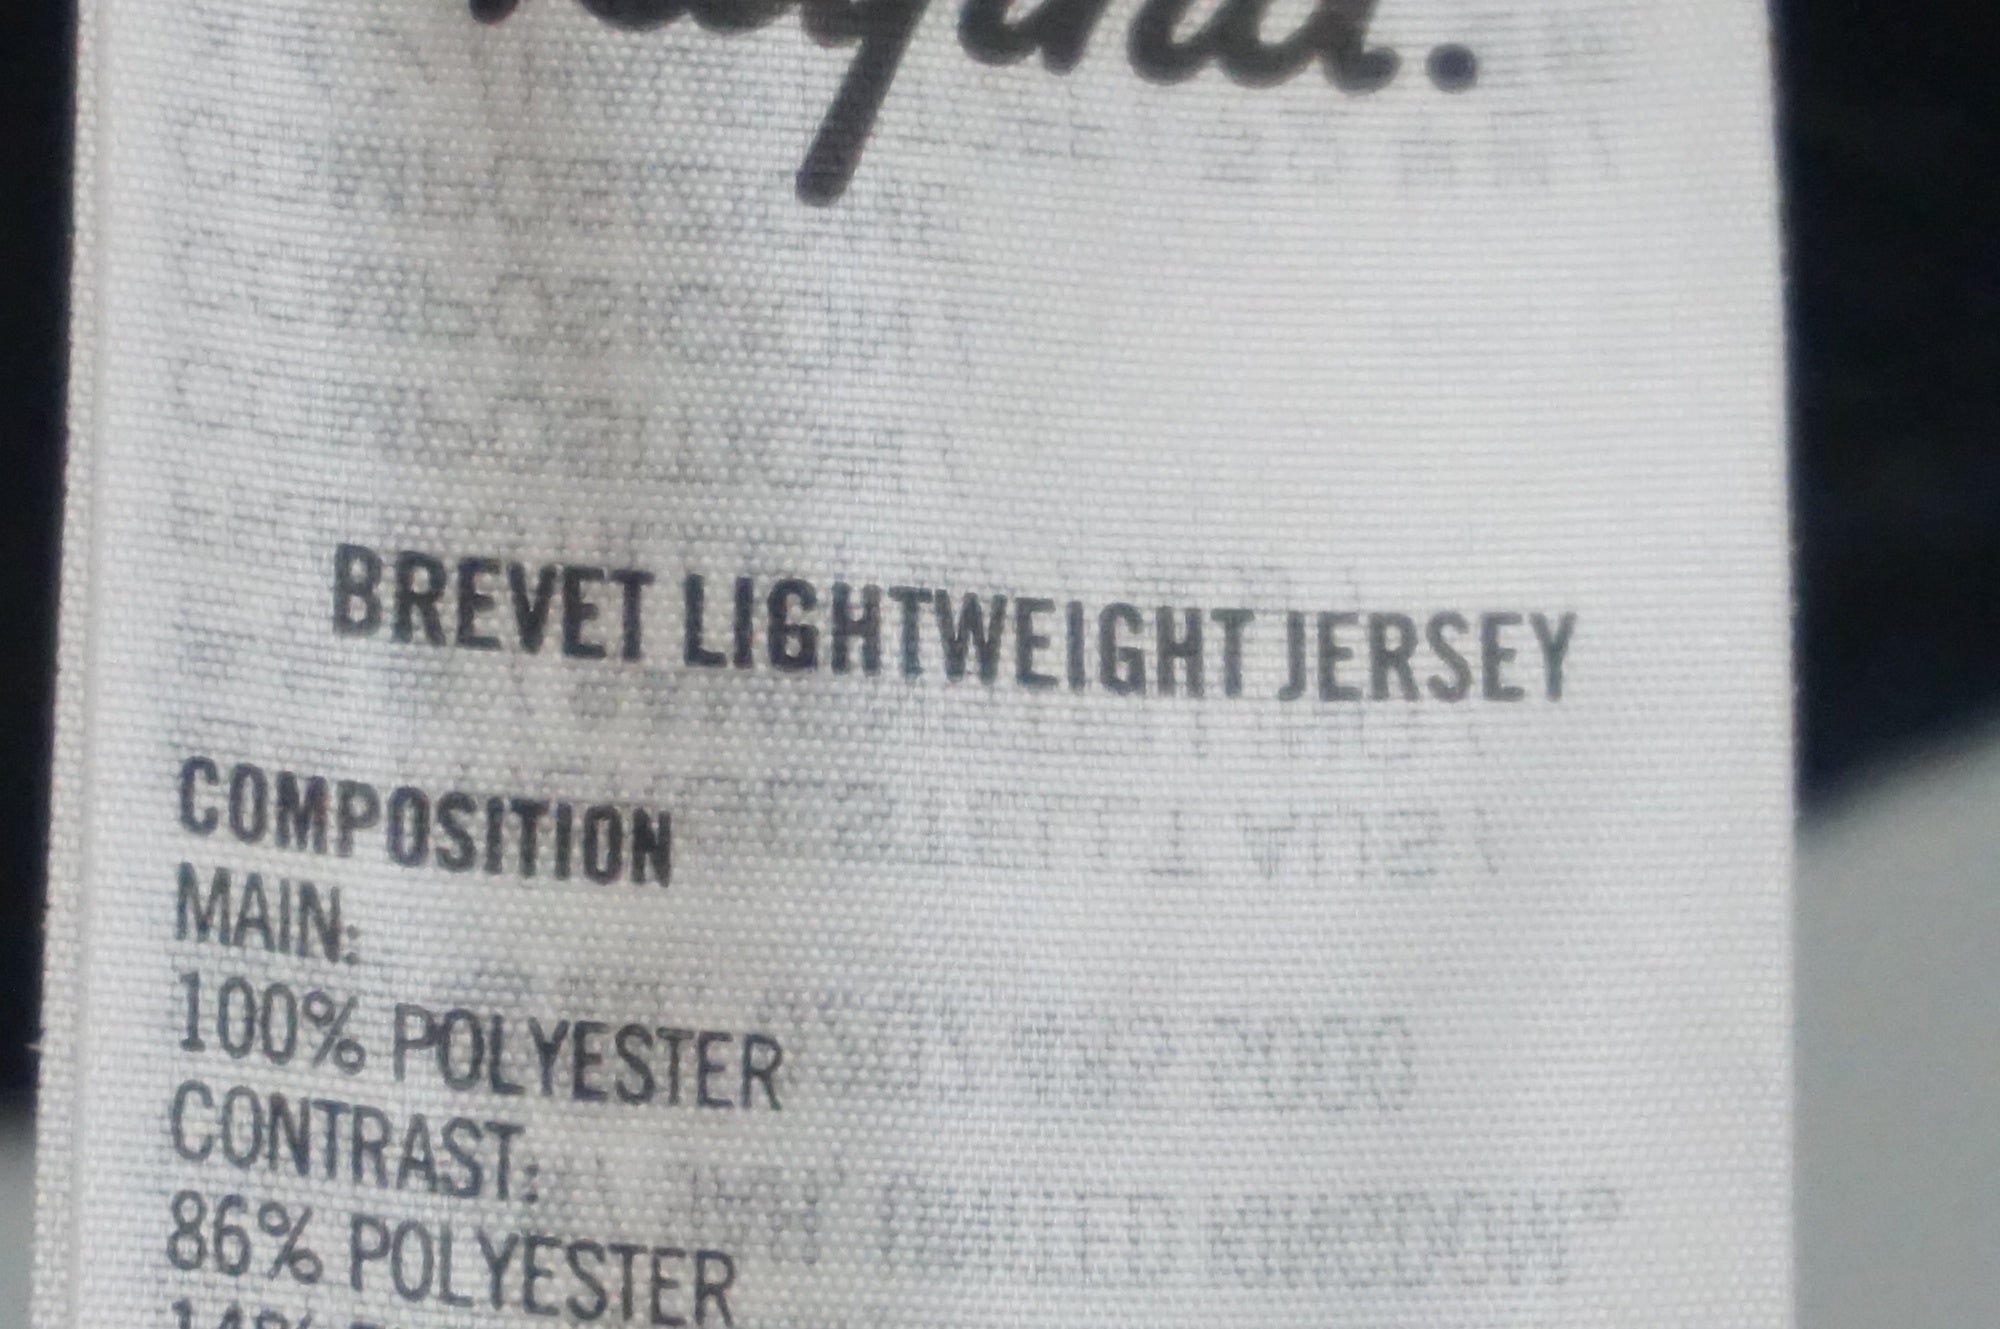 BREVET LIGHTWEIGHT JERSEY
COMPOSITION
MAIN:
100% POLYESTER
CONTRAST:
86% POLYESTER